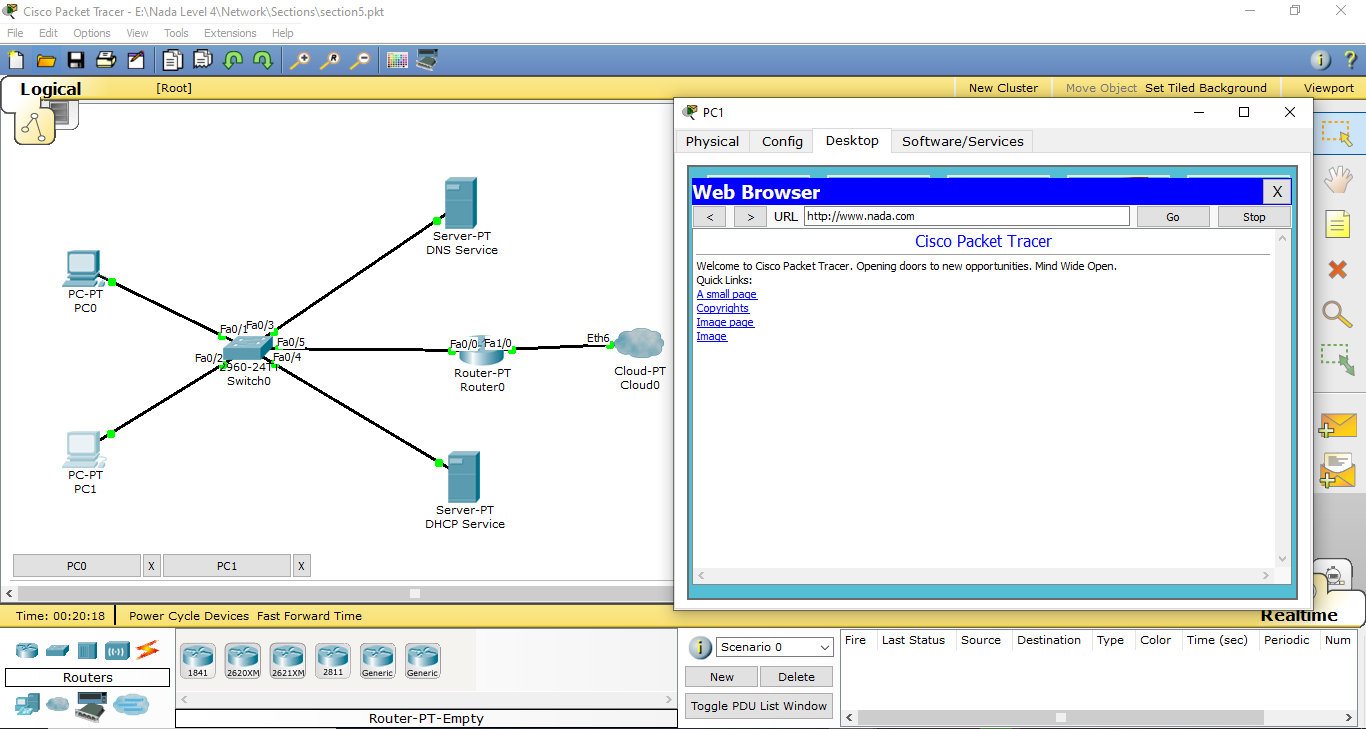 Cisco Packet Tracer - E:\Nada Level 4\Network\Sections\section5.pkt
File Edit Options View Tools Extensions Help
Logical [Root] New Cluster Move Object Set Tiled Background Viewport
PC1
Physical Config Desktop Software/Services
Web Browser X
< > URL http://www.nada.com Go Stop
Cisco Packet Tracer
Welcome to Cisco Packet Tracer. Opening doors to new opportunities. Mind Wide Open.
Quick Links:
A small page
Copyrights
Image page
Image
Server-PT
DNS Service
PC-PT
PC0
Fa0/1 Fa0/3
Fa0/5
Fa0/2 Fa0/4
2960-24TT
Switch0
Fa0/0 Fa1/0
Router-PT
Router0
Eth6
Cloud-PT
Cloud0
PC-PT
PC1
Server-PT
DHCP Service
PC0 X PC1 X
Time: 00:20:18 Power Cycle Devices Fast Forward Time
Realtime
Routers
1841 2620XM 2621XM 2811 Generic Generic
Router-PT-Empty
Scenario 0
New Delete
Toggle PDU List Window
Fire Last Status Source Destination Type Color Time (sec) Periodic Num